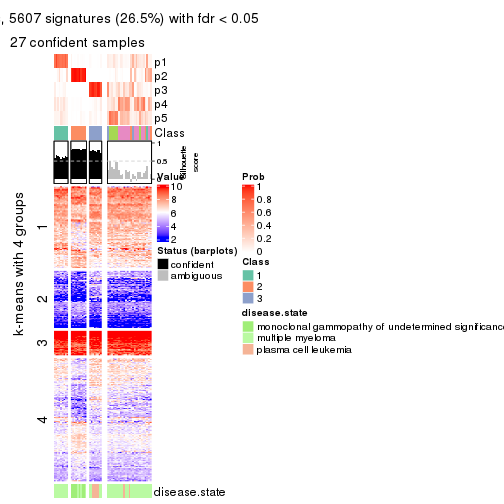 , 5607 signatures (26.5%) with fdr < 0.05
27 confident samples
p1
p2
p3
p4
p5
Class
1
0.5
0
Silhouette
score
k-means with 4 groups
1
2
3
4
disease.state
Value
10
8
6
4
2
Status (barplots)
confident
ambiguous
Prob
1
0.8
0.6
0.4
0.2
0
Class
1
2
3
disease.state
monoclonal gammopathy of undetermined significance
multiple myeloma
plasma cell leukemia